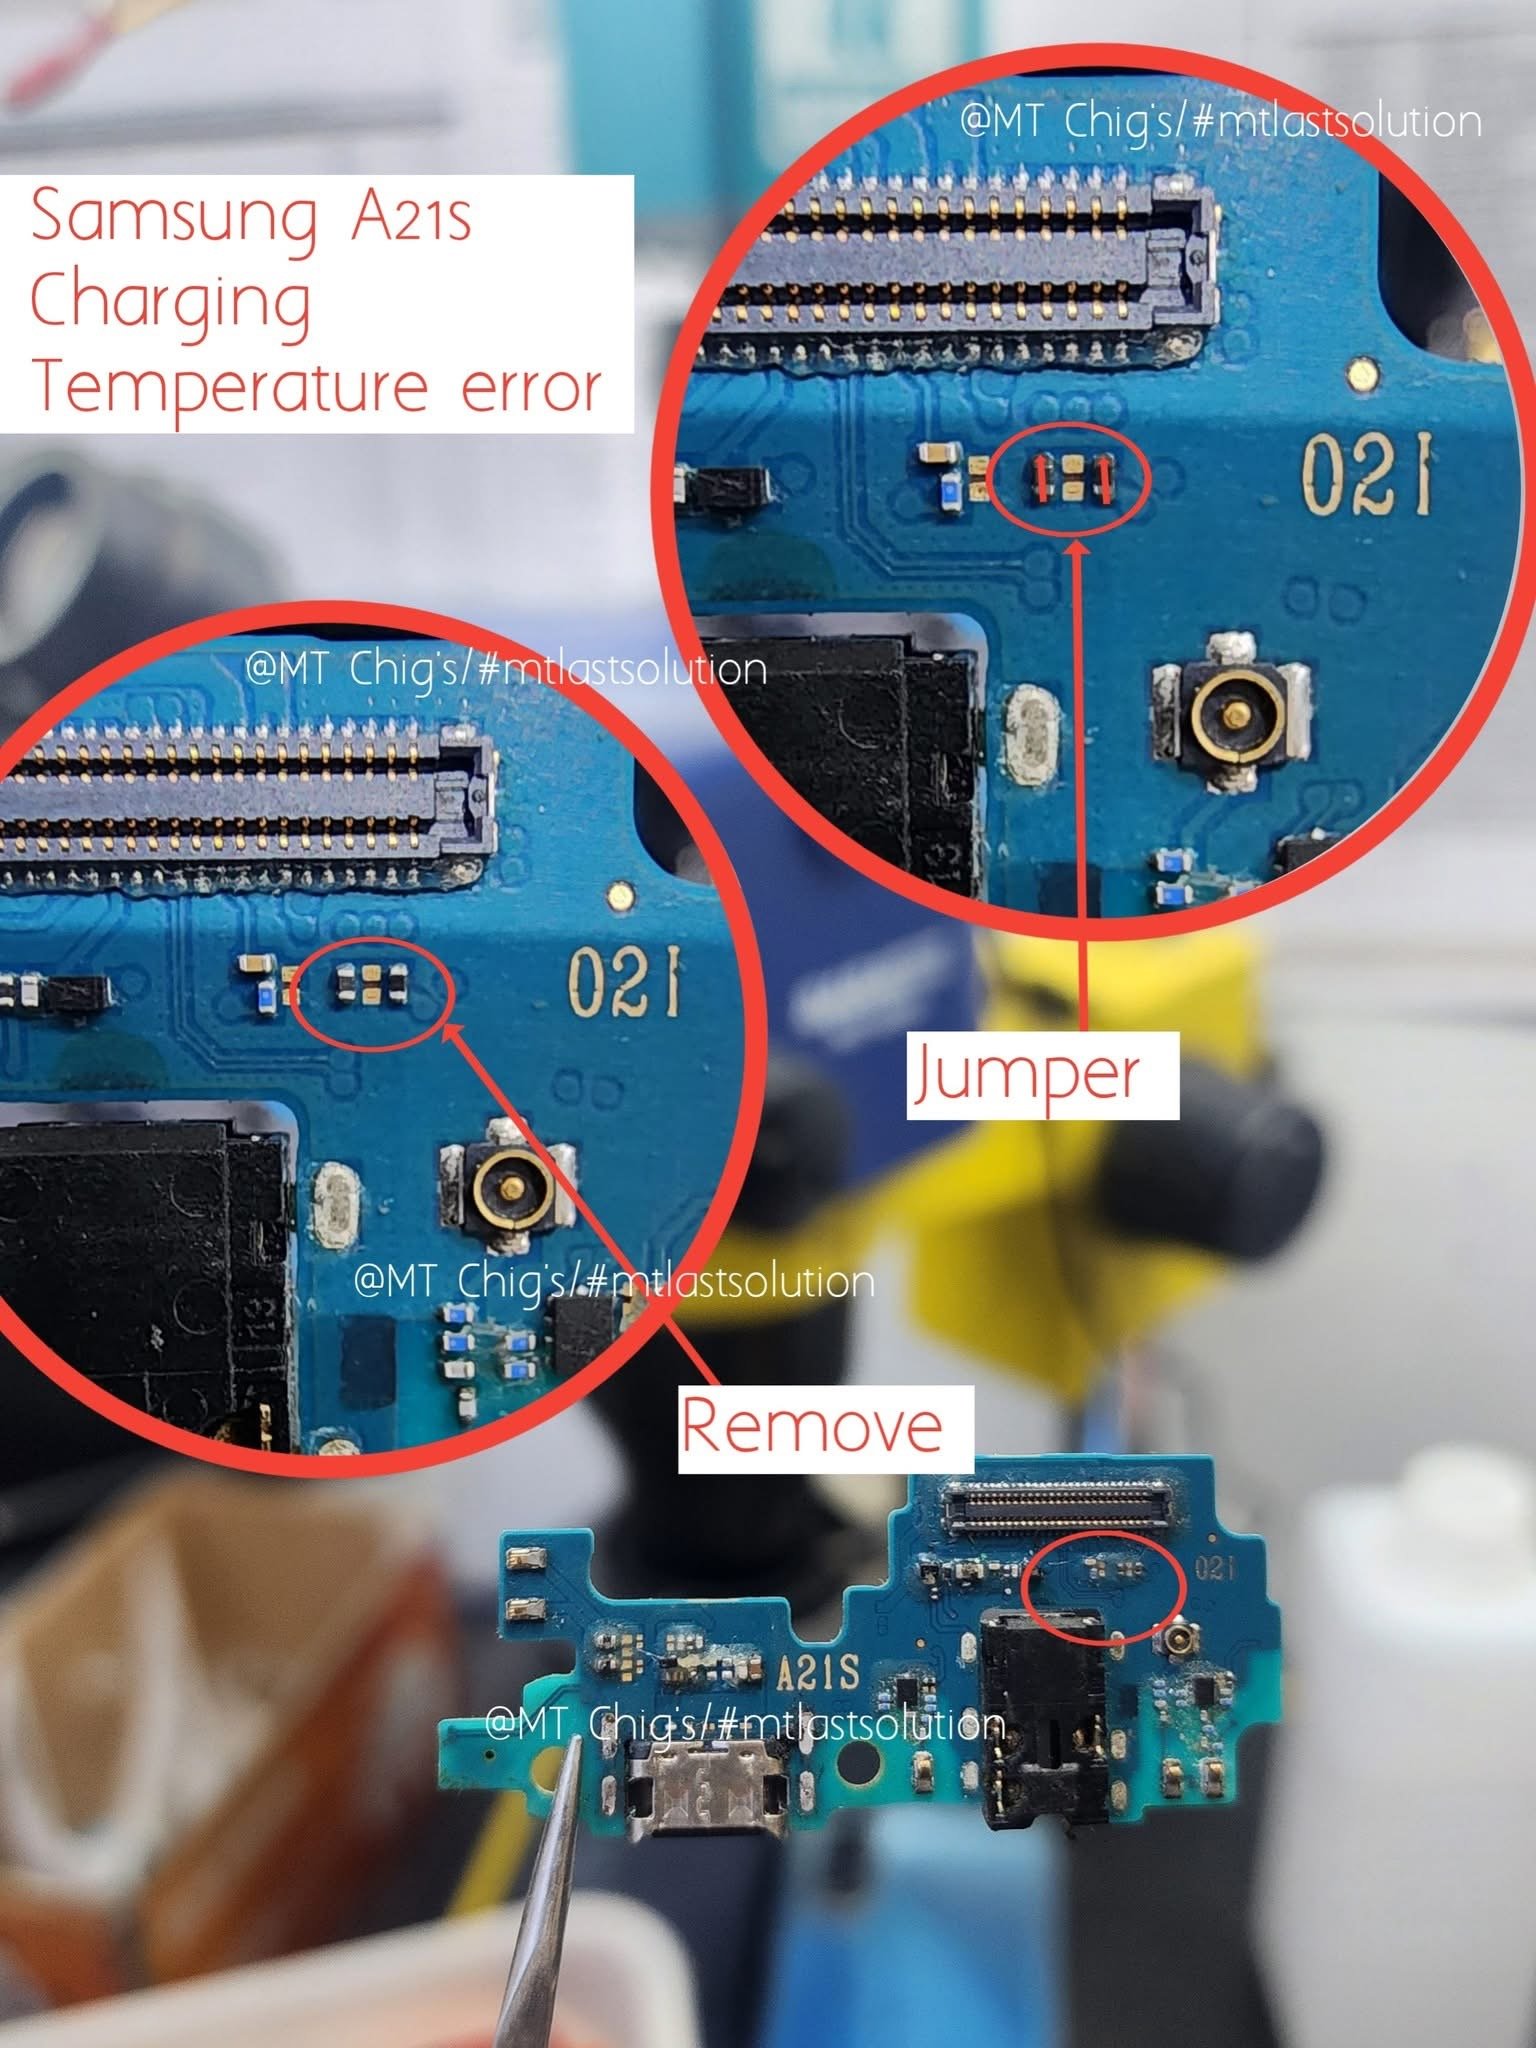 @MT Chig's/#mtlastsolution
Samsung A21s
Charging
Temperature error
021
@MT Chig's/#mtlastsolution
021
Jumper
@MT Chig's/#mtlastsolution
Remove
021
A21S
@MT Chig's/#mtlastsolution